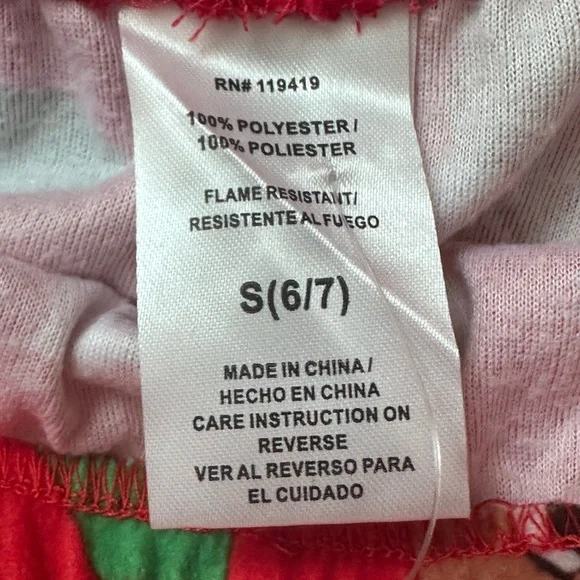 RN# 119419
100% POLYESTER /
100% POLIESTER
FLAME RESISTANT/
RESISTENTE AL FUEGO
S(6/7)
MADE IN CHINA /
HECHO EN CHINA
CARE INSTRUCTION ON
REVERSE
VER AL REVERSO PARA
EL CUIDADO